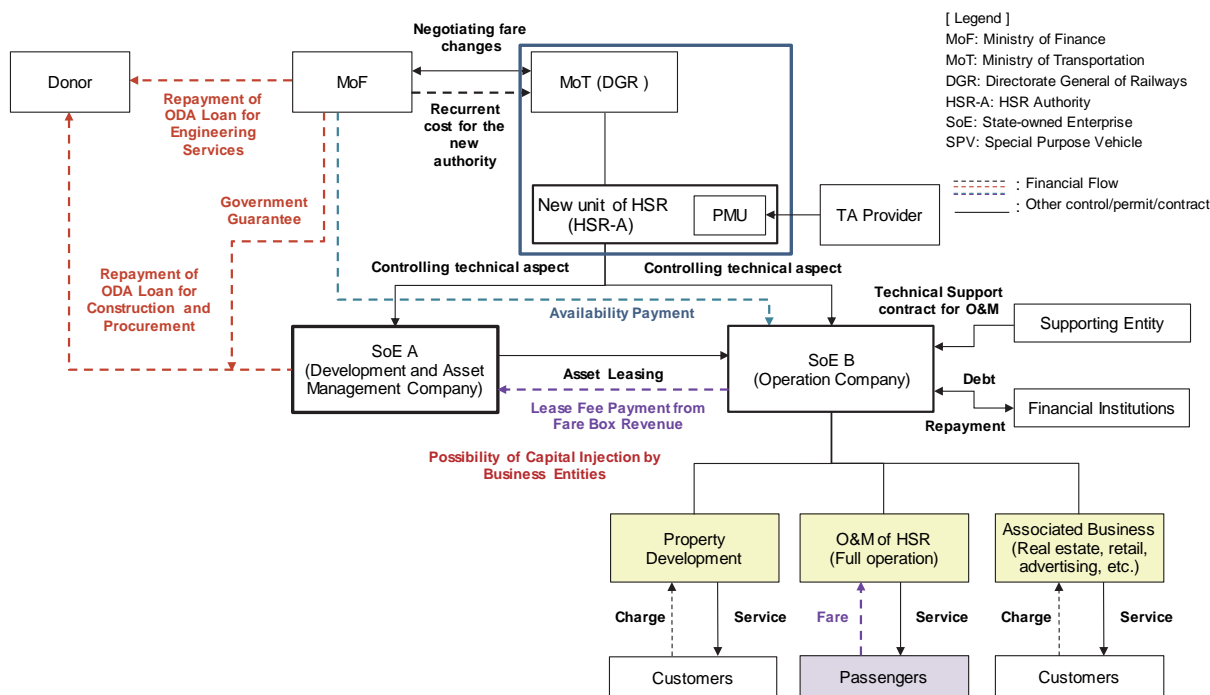 Negotiating fare
changes
[ Legend ]
MoF: Ministry of Finance
MoT: Ministry of Transportation
DGR: Directorate General of Railways
HSR-A: HSR Authority
SoE: State-owned Enterprise
SPV: Special Purpose Vehicle
: Financial Flow
: Other control/permit/contract
Donor
MoF
MoT (DGR )
Repayment of
ODA Loan for
Engineering
Services
Recurrent
cost for the
new
authority
Government
Guarantee
New unit of HSR
(HSR-A)
PMU
TA Provider
Repayment of
ODA Loan for
Construction and
Procurement
Controlling technical aspect
Controlling technical aspect
Availability Payment
Technical Support
contract for O&M
Supporting Entity
SoE A
(Development and Asset
Management Company)
Asset Leasing
SoE B
(Operation Company)
Debt
Repayment
Financial Institutions
Lease Fee Payment from
Fare Box Revenue
Possibility of Capital Injection by
Business Entities
Property
Development
O&M of HSR
(Full operation)
Associated Business
(Real estate, retail,
advertising, etc.)
Charge
Service
Fare
Service
Charge
Service
Customers
Passengers
Customers